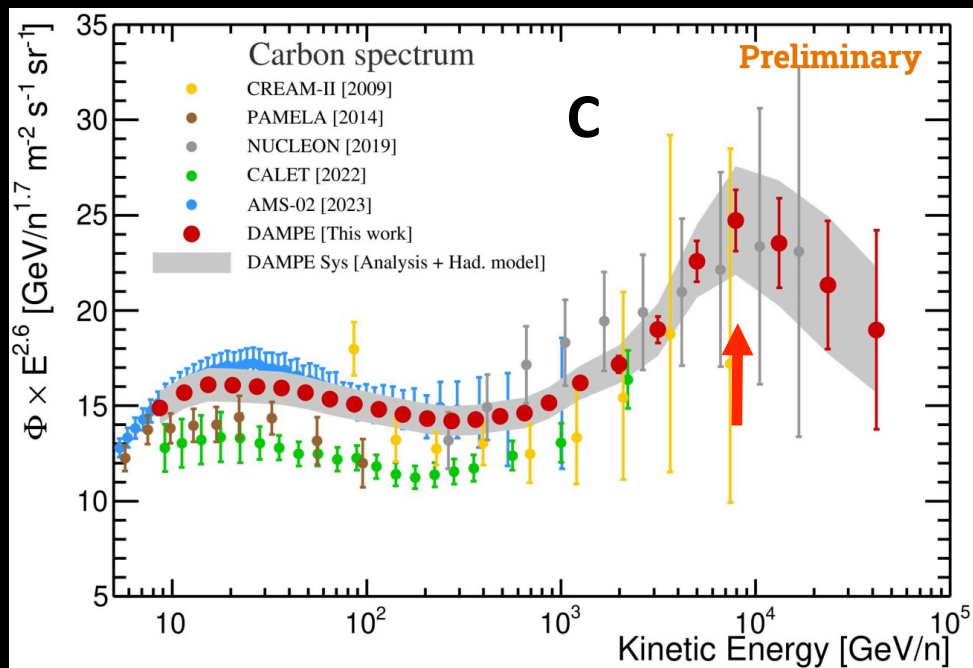 Φ × E^2.6 [GeV/n^1.7 m^-2 s^-1 sr^-1]
35
30
25
20
15
10
5
Carbon spectrum
CREAM-II [2009]
PAMELA [2014]
NUCLEON [2019]
CALET [2022]
AMS-02 [2023]
DAMPE [This work]
DAMPE Sys [Analysis + Had. model]
C
Preliminary
10
10^2
10^3
10^4
10^5
Kinetic Energy [GeV/n]